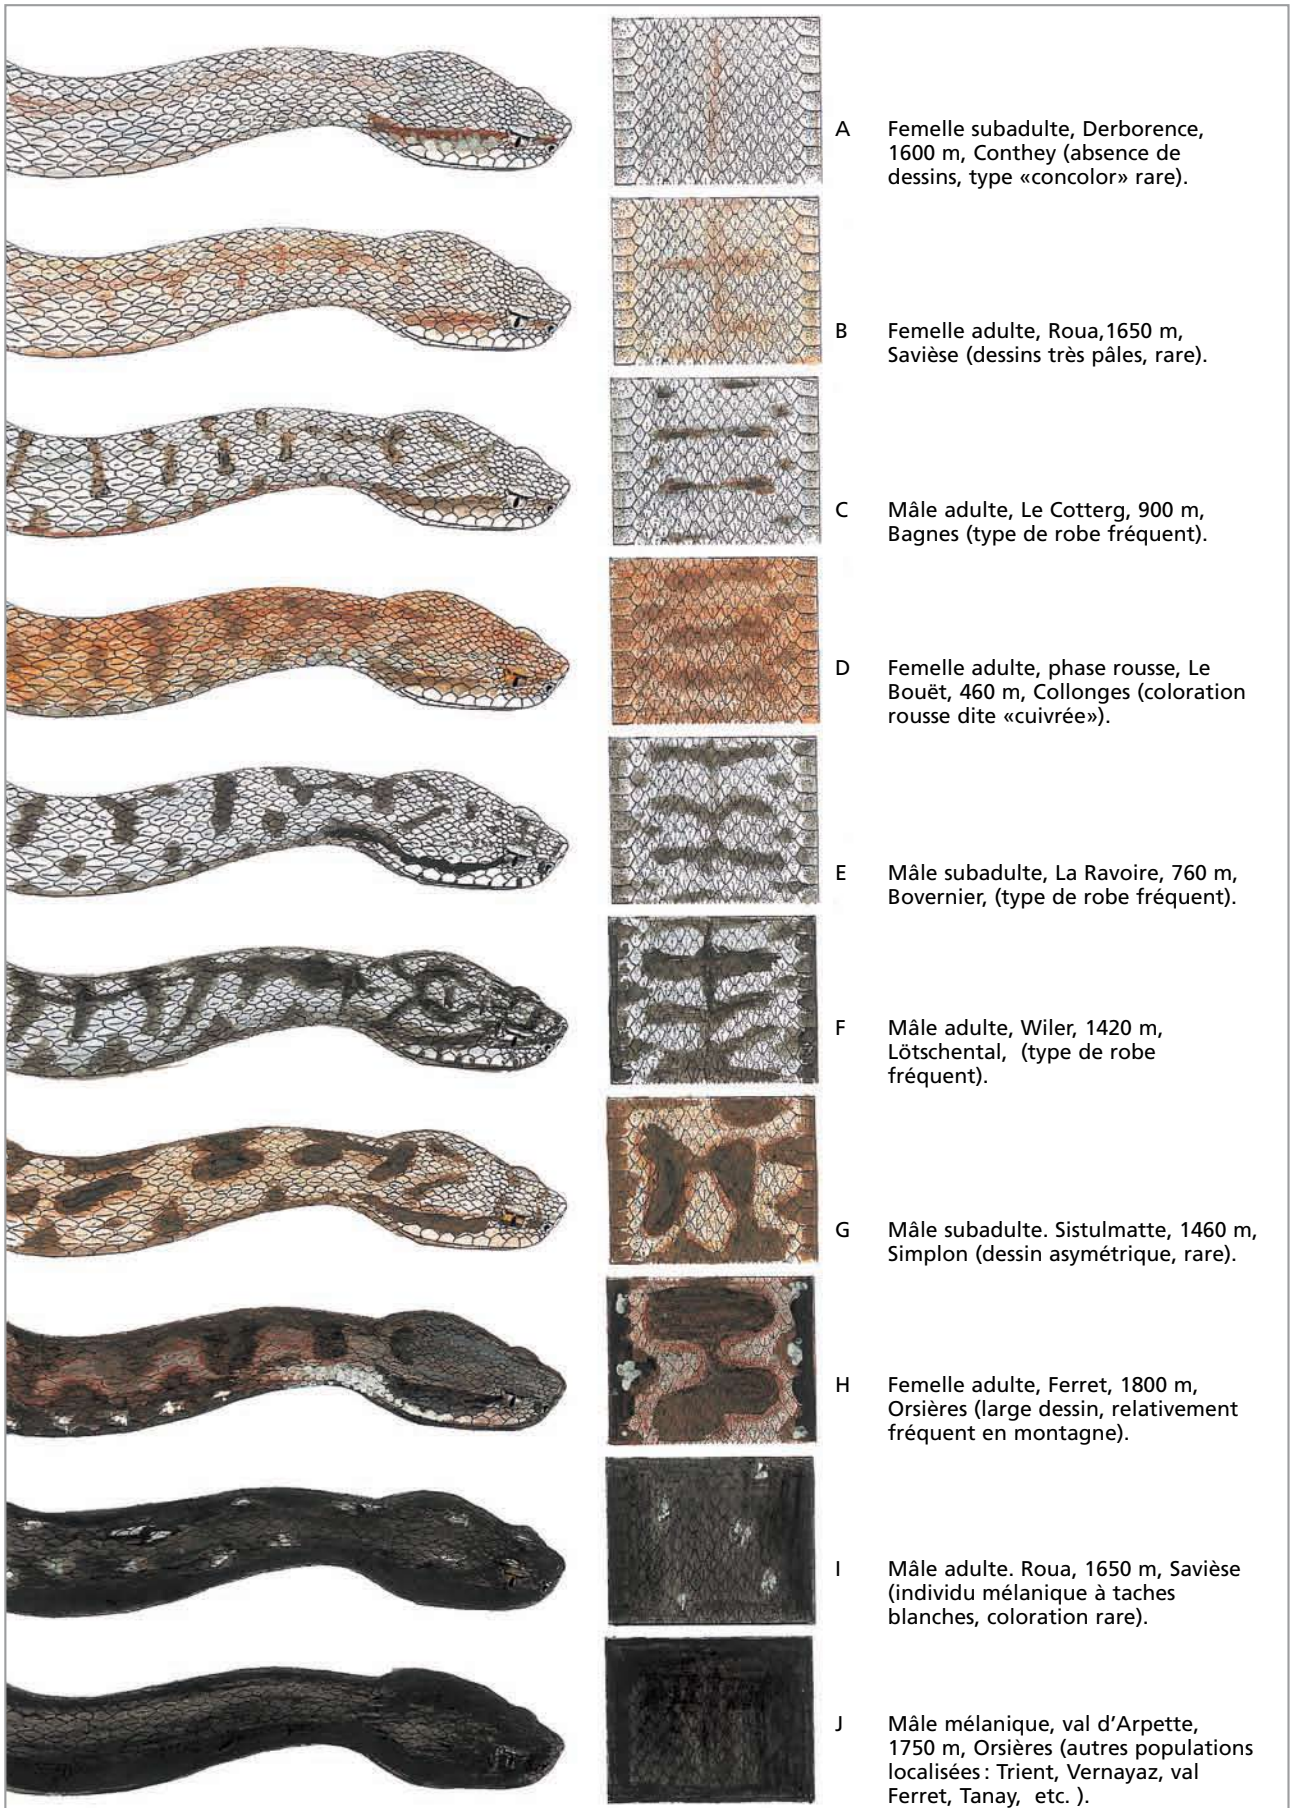 A Femelle subadulte, Derborence,
1600 m, Conthey (absence de
dessins, type «concolor» rare).
B Femelle adulte, Roua,1650 m,
Savièse (dessins très pâles, rare).
C Mâle adulte, Le Cotterg, 900 m,
Bagnes (type de robe fréquent).
D Femelle adulte, phase rousse, Le
Bouët, 460 m, Collonges (coloration
rousse dite «cuivrée»).
E Mâle subadulte, La Ravoire, 760 m,
Bovernier, (type de robe fréquent).
F Mâle adulte, Wiler, 1420 m,
Lötschental, (type de robe
fréquent).
G Mâle subadulte. Sistulmatte, 1460 m,
Simplon (dessin asymétrique, rare).
H Femelle adulte, Ferret, 1800 m,
Orsières (large dessin, relativement
fréquent en montagne).
I Mâle adulte. Roua, 1650 m, Savièse
(individu mélanique à taches
blanches, coloration rare).
J Mâle mélanique, val d’Arpette,
1750 m, Orsières (autres populations
localisées : Trient, Vernayaz, val
Ferret, Tanay, etc. ).